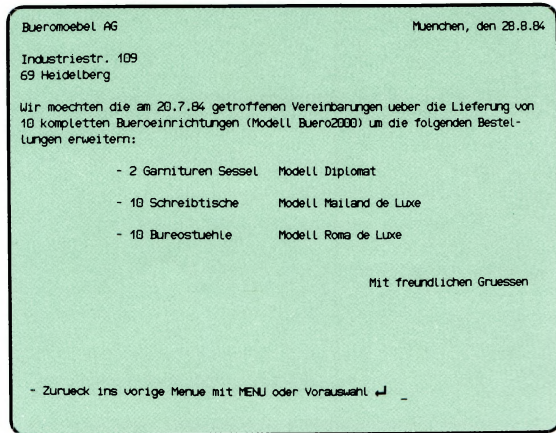 Bueromoebel AG Muenchen, den 28.8.84
Industriestr. 109
69 Heidelberg
Wir moechten die am 20.7.84 getroffenen Vereinbarungen ueber die Lieferung von
10 kompletten Bueroeinrichtungen (Modell Buero2000) um die folgenden Bestel-
lungen erweitern:
- 2 Garnituren Sessel Modell Diplomat
- 10 Schreibtische Modell Mailand de Luxe
- 10 Bureostuehle Modell Roma de Luxe
Mit freundlichen Gruessen
- Zurueck ins vorige Menue mit MENU oder Vorauswahl ↵ _